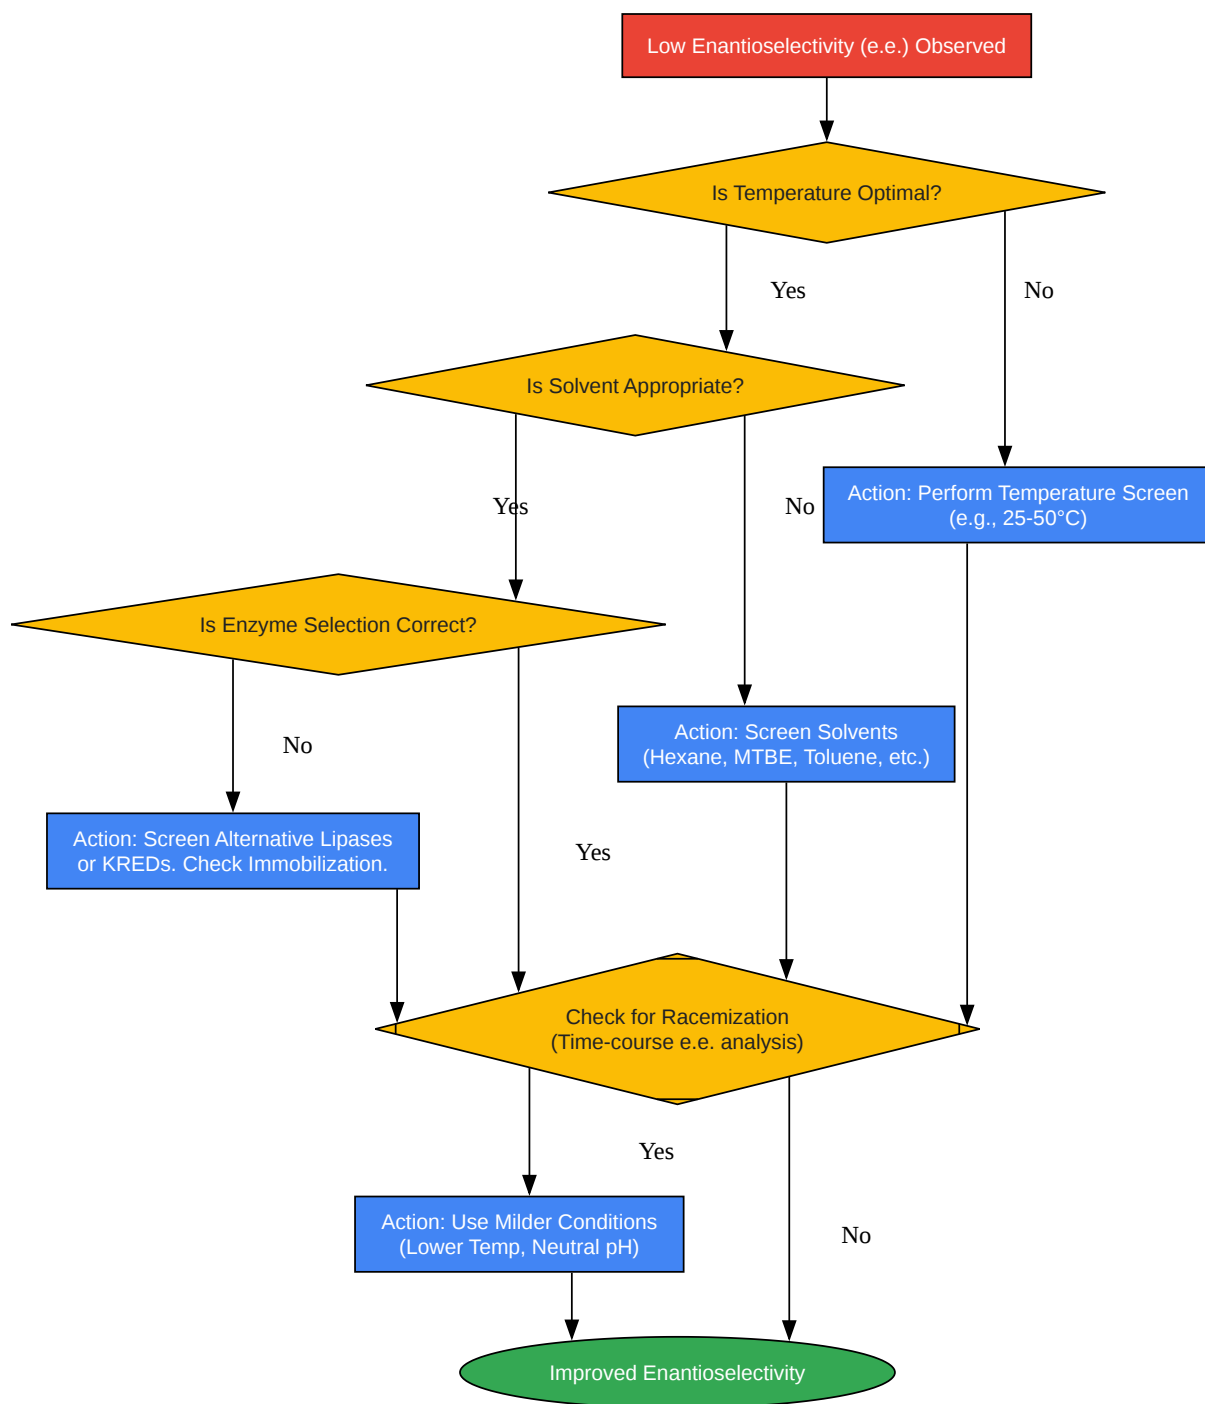 Low Enantioselectivity (e.e.) Observed
Is Temperature Optimal?
Yes
No
Is Solvent Appropriate?
Yes
No
Action: Perform Temperature Screen
(e.g., 25-50°C)
Is Enzyme Selection Correct?
No
Action: Screen Solvents
(Hexane, MTBE, Toluene, etc.)
Action: Screen Alternative Lipases
or KREDs. Check Immobilization.
Yes
Check for Racemization
(Time-course e.e. analysis)
Yes
Action: Use Milder Conditions
(Lower Temp, Neutral pH)
No
Improved Enantioselectivity